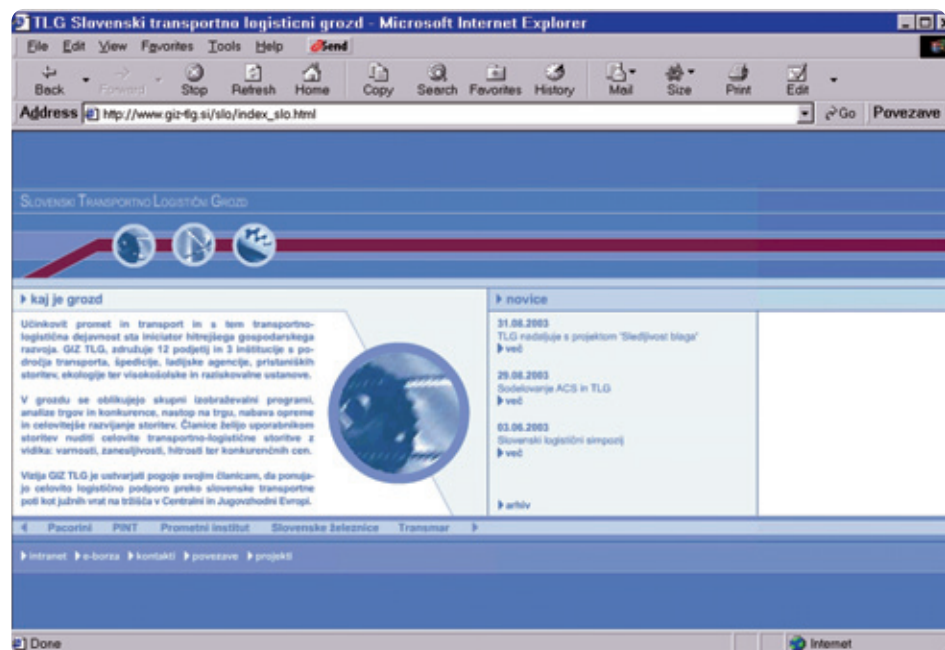 TLG Slovenski transportno logisticni grozd - Microsoft Internet Explorer
File Edit View Favorites Tools Help Send
Back Forward Stop Refresh Home Copy Search Favorites History Mail Size Print Edit
Address http://www.giz-tlg.si/slo/index_slo.html Go Povezave
SLOVENSKI TRANSPORTNO LOGISTIČNI GROZD
kaj je grozd
Učinkovit promet in transport in s tem transportno-
logistična dejavnost sta iniciator hitrejšega gospodarskega
razvoja. GIZ TLG, združuje 12 podjetij in 3 institucije s po-
dročja transporta, špedicije, ladijske agencije, pristaniških
storitev, ekologije ter visokošolske in raziskovalne ustanove.
V grozdu se oblikujejo skupni izobraževalni programi,
analize trgov in konkurence, nastop na trgu, nabava opreme
in celovitejše razvijanje storitev. Članice želijo uporabnikom
storitev nuditi celovite transportno-logistične storitve z
vidika: varnosti, zanesljivosti, hitrosti ter konkurenčnih cen.
Vizija GIZ TLG je ustvarjati pogoje svojim članicam, da ponuja-
jo celovito logistično podporo preko slovenske transportne
poti kot južnih vrat na tržišča v Centralni in Jugovzhodni Evropi.
novice
31.08.2003
TLG nadaljuje s projektom 'Sledljivost blaga'
več
29.08.2003
Sodelovanje ACS in TLG
več
03.06.2003
Slovenski logistični simpozij
več
arhiv
Pacorini PINT Prometni institut Slovenske železnice Transmar
intranet e-borza kontakti povezave projekti
Done Internet